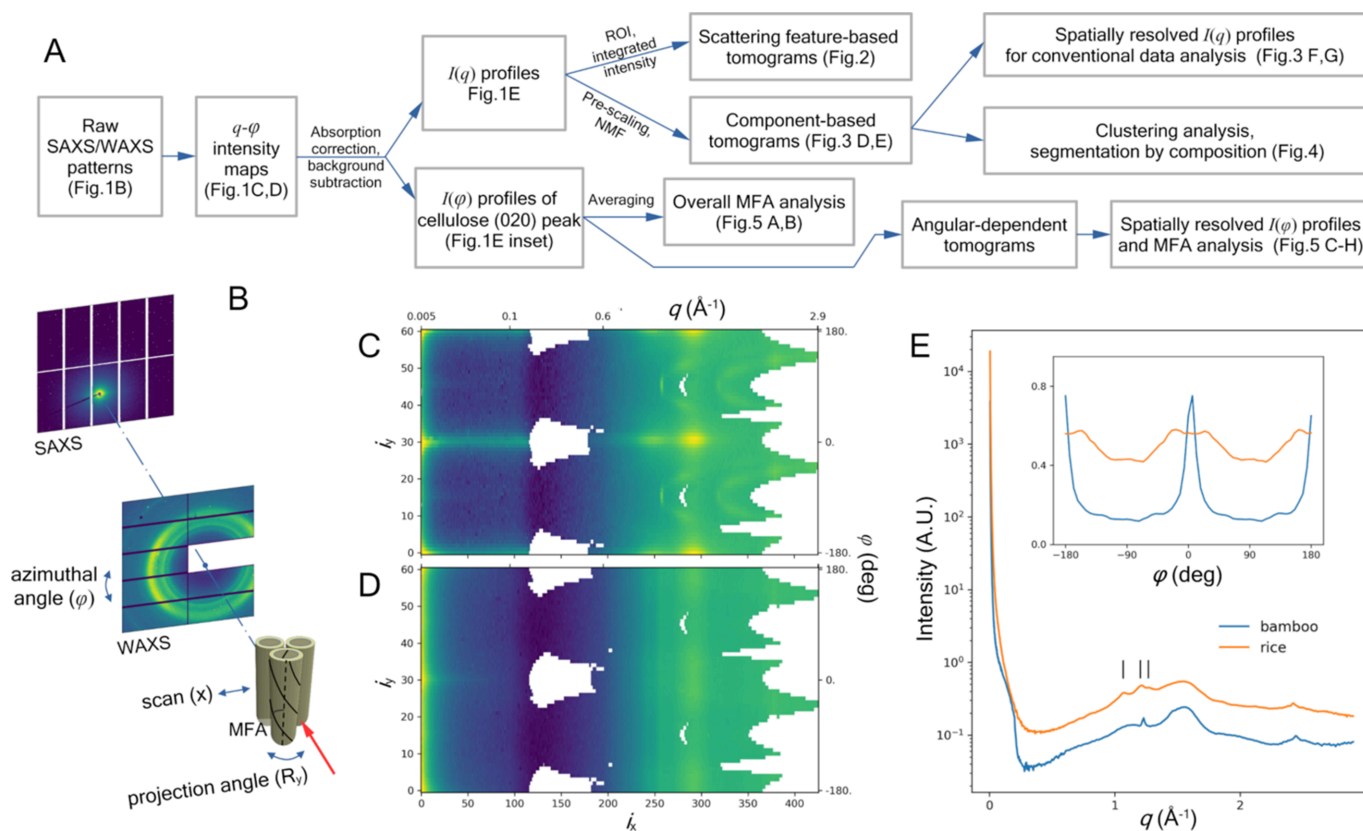 A
Raw
SAXS/WAXS
patterns
(Fig.1B)
q-φ
intensity
maps
(Fig.1C,D)
Absorption
correction,
background
subtraction
I(q) profiles
Fig.1E
I(φ) profiles of
cellulose (020) peak
(Fig.1E inset)
ROI,
integrated
intensity
Pre-scaling,
NMF
Averaging
Scattering feature-based
tomograms (Fig.2)
Component-based
tomograms (Fig.3 D,E)
Overall MFA analysis
(Fig.5 A,B)
Spatially resolved I(q) profiles
for conventional data analysis (Fig.3 F,G)
Clustering analysis,
segmentation by composition (Fig.4)
Angular-dependent
tomograms
Spatially resolved I(φ) profiles
and MFA analysis (Fig.5 C-H)
B
SAXS
azimuthal
angle (φ)
WAXS
scan (x)
MFA
projection angle (Ry)
q (Å-1)
0.005 0.1 0.6 2.9
C
60
50
40
30
20
10
0
iy
180.
0.
-180.
φ (deg)
D
60
50
40
30
20
10
0
iy
180.
0.
-180.
0 50 100 150 200 250 300 350 400
ix
E
Intensity (A.U.)
10⁴
10³
10²
10¹
10⁰
10⁻¹
0.8
0.4
0.0
−180 −90 0 90 180
φ (deg)
bamboo
rice
0 1 2
q (Å-1)